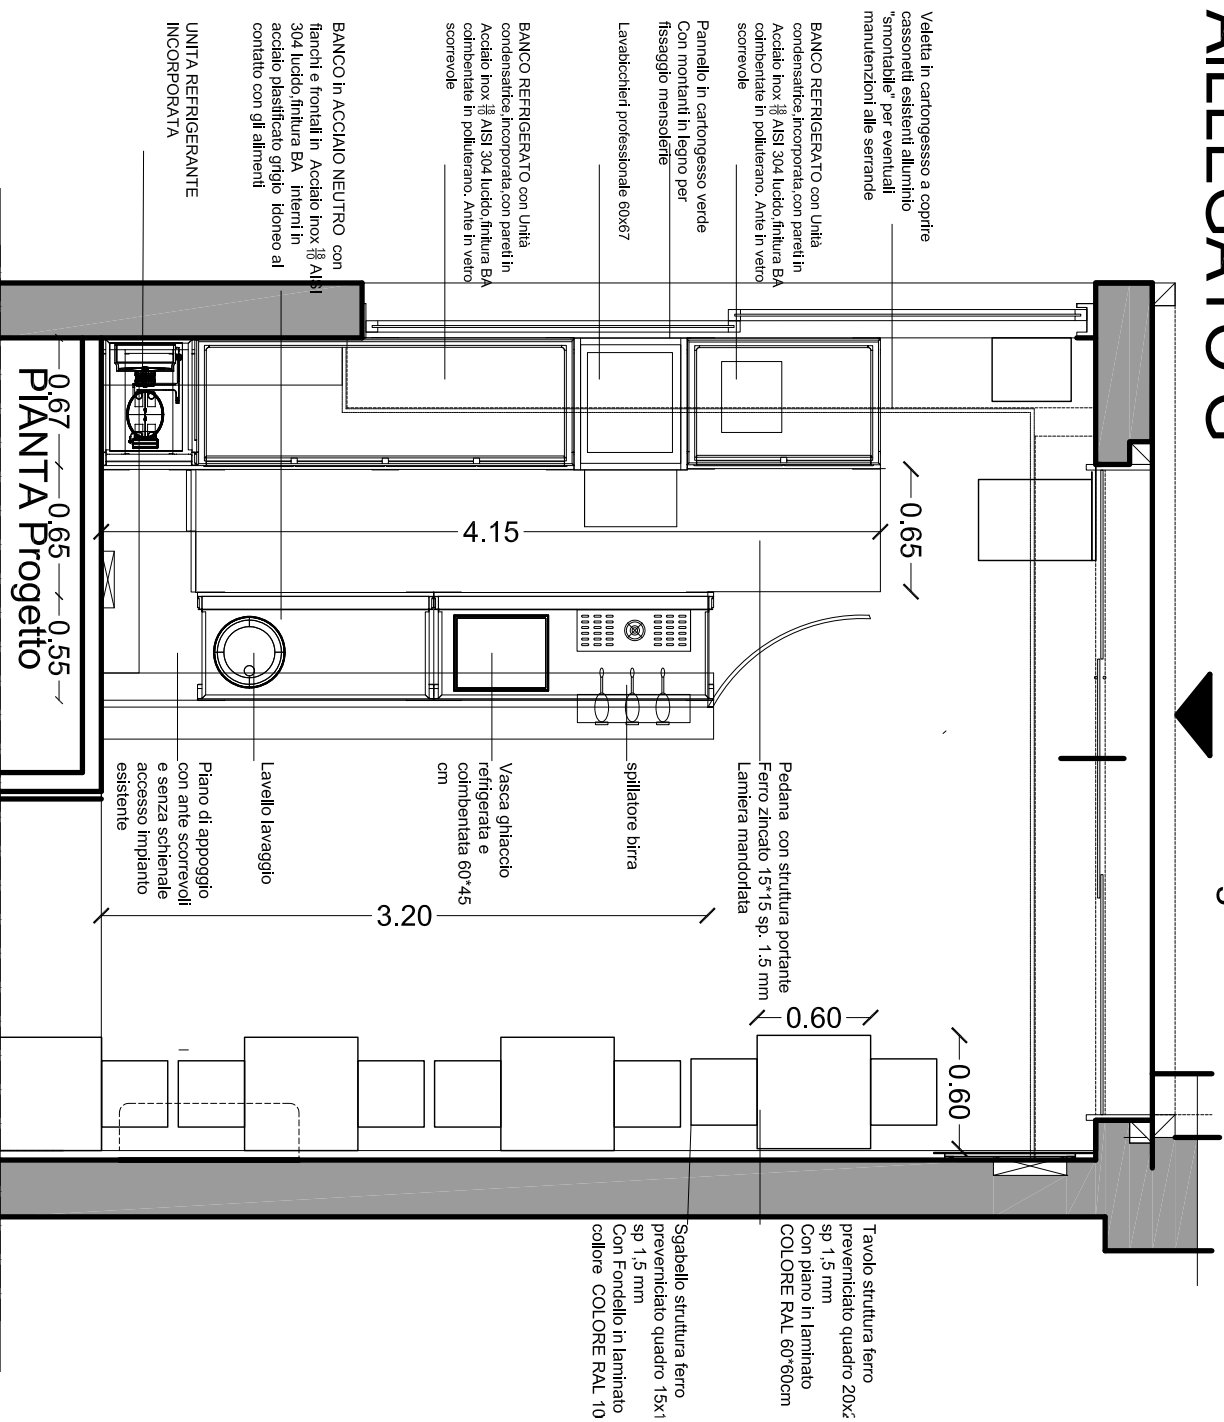 ALLEGATO G
Veletta in cartongessso a coprire
cassonetti esistenti alluminio
"smontabile" per eventuali
manutenzioni alle serrande
BANCO REFRIGERATO con Unità
condensatrice,incorporata,con pareti in
Acciaio inox 18/10 AISI 304 lucido,finitura BA
coimbentate in poliuterano. Ante in vetro
scorrevole
Pannello in cartongesso verde
Con montanti in legno per
fissaggio mensolerie
Lavabicchieri professionale 60x67
BANCO REFRIGERATO con Unità
condensatrice,incorporata,con pareti in
Acciaio inox 18/10 AISI 304 lucido,finitura BA
coimbentate in poliuterano. Ante in vetro
scorrevole
BANCO in ACCIAIO NEUTRO con
fianchi e frontali in Acciaio inox 18/10 AISI
304 lucido,finitura BA interni in
acciaio plastificato grigio idoneo al
contatto con gli alimenti
UNITA REFRIGERANTE
INCORPORATA
0.67
0.65
0.55
PIANTA Progetto
4.15
0.65
Pedana con struttura portante
Ferro zincato 15*15 sp. 1.5 mm
Lamiera mandorlata
spillatore birra
Vasca ghiaccio
refrigerata e
coimbentata 60*45
cm
Lavello lavaggio
Piano di appoggio
con ante scorrevoli
e senza schienale
accesso impianto
esistente
3.20
0.60
0.60
Tavolo struttura ferro
preverniciato quadro 20x2
sp 1,5 mm
Con piano in laminato
COLORE RAL 60*60cm
Sgabello struttura ferro
preverniciato quadro 15x1
sp 1,5 mm
Con Fondello in laminato
collore COLORE RAL 10